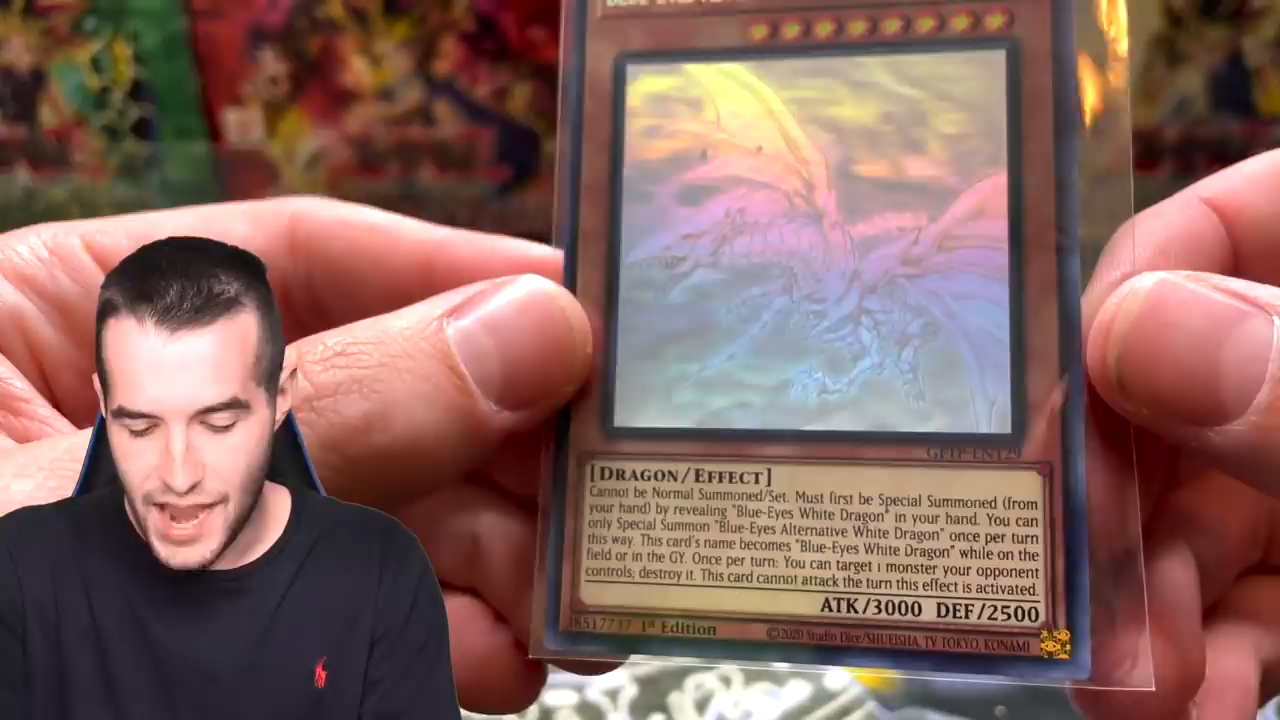 GFTP-EN129
[DRAGON/EFFECT]
Cannot be Normal Summoned/Set. Must first be Special Summoned (from
your hand) by revealing "Blue-Eyes White Dragon" in your hand. You can
only Special Summon "Blue-Eyes Alternative White Dragon" once per turn
this way. This card's name becomes "Blue-Eyes White Dragon" while on the
field or in the GY. Once per turn: You can target 1 monster your opponent
controls; destroy it. This card cannot attack the turn this effect is activated.
ATK/3000 DEF/2500
1st Edition ©2020 Studio Dice/SHUEISHA, TV TOKYO, KONAMI